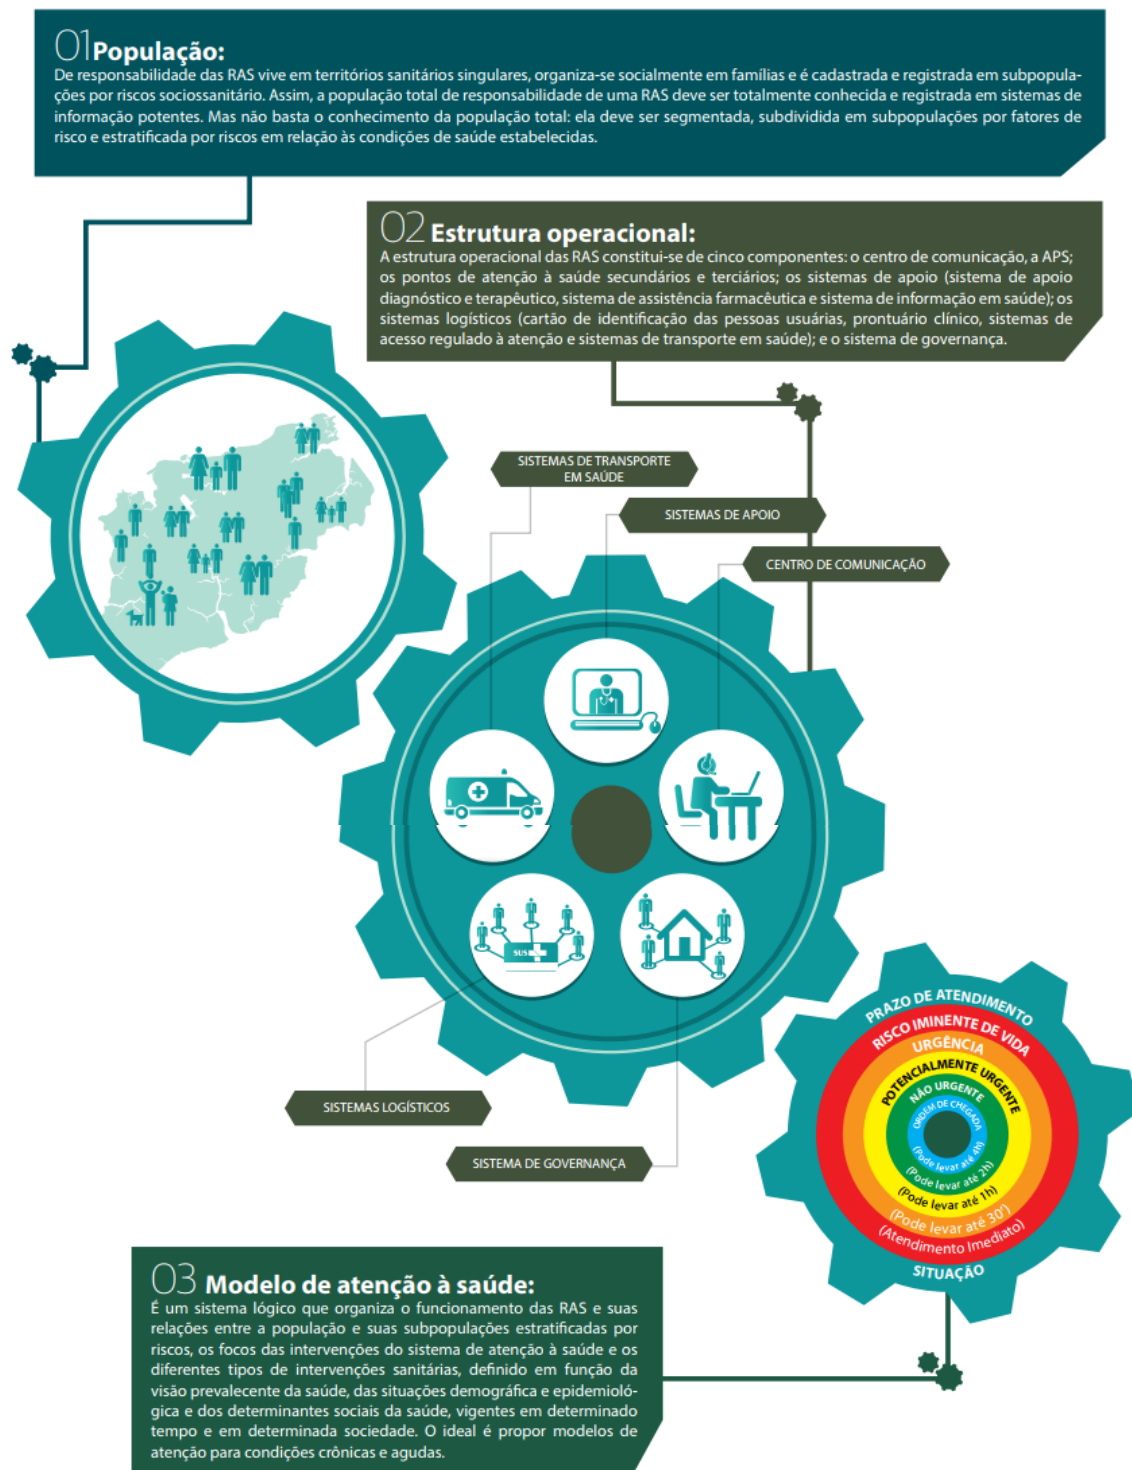 01 População:
De responsabilidade das RAS vive em territórios sanitários singulares, organiza-se socialmente em famílias e é cadastrada e registrada em subpopula-
ções por riscos sociossanitário. Assim, a população total de responsabilidade de uma RAS deve ser totalmente conhecida e registrada em sistemas de
informação potentes. Mas não basta o conhecimento da população total: ela deve ser segmentada, subdividida em subpopulações por fatores de
risco e estratificada por riscos em relação às condições de saúde estabelecidas.
02 Estrutura operacional:
A estrutura operacional das RAS constitui-se de cinco componentes: o centro de comunicação, a APS;
os pontos de atenção à saúde secundários e terciários; os sistemas de apoio (sistema de apoio
diagnóstico e terapêutico, sistema de assistência farmacêutica e sistema de informação em saúde); os
sistemas logísticos (cartão de identificação das pessoas usuárias, prontuário clínico, sistemas de
acesso regulado à atenção e sistemas de transporte em saúde); e o sistema de governança.
SISTEMAS DE TRANSPORTE
EM SAÚDE
SISTEMAS DE APOIO
CENTRO DE COMUNICAÇÃO
SUS
SISTEMAS LOGÍSTICOS
SISTEMA DE GOVERNANÇA
PRAZO DE ATENDIMENTO
RISCO IMINENTE DE VIDA
URGÊNCIA
POTENCIALMENTE URGENTE
NÃO URGENTE
ORDEM DE CHEGADA
(Pode levar até 4h)
(Pode levar até 2h)
(Pode levar até 1h)
(Pode levar até 30')
(Atendimento Imediato)
SITUAÇÃO
03 Modelo de atenção à saúde:
É um sistema lógico que organiza o funcionamento das RAS e suas
relações entre a população e suas subpopulações estratificadas por
riscos, os focos das intervenções do sistema de atenção à saúde e os
diferentes tipos de intervenções sanitárias, definido em função da
visão prevalecente da saúde, das situações demográfica e epidemioló-
gica e dos determinantes sociais da saúde, vigentes em determinado
tempo e em determinada sociedade. O ideal é propor modelos de
atenção para condições crônicas e agudas.